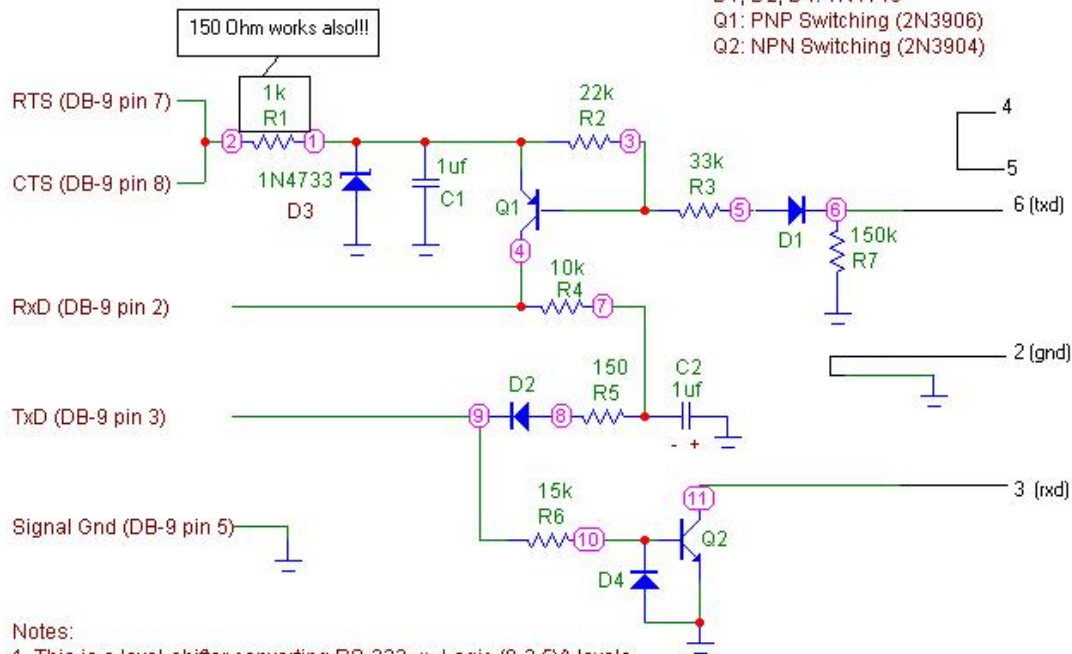 150 Ohm works also!!!
Q1: PNP Switching (2N3906)
Q2: NPN Switching (2N3904)
RTS (DB-9 pin 7)
CTS (DB-9 pin 8)
2
1k
R1
1
1N4733
D3
1uf
C1
Q1
4
22k
R2
3
33k
R3
5
D1
6
150k
R7
4
5
6 (txd)
RxD (DB-9 pin 2)
10k
R4
7
2 (gnd)
TxD (DB-9 pin 3)
9
D2
8
150
R5
C2
1uf
- +
3 (rxd)
15k
R6
10
11
Q2
D4
Signal Gnd (DB-9 pin 5)
Notes: